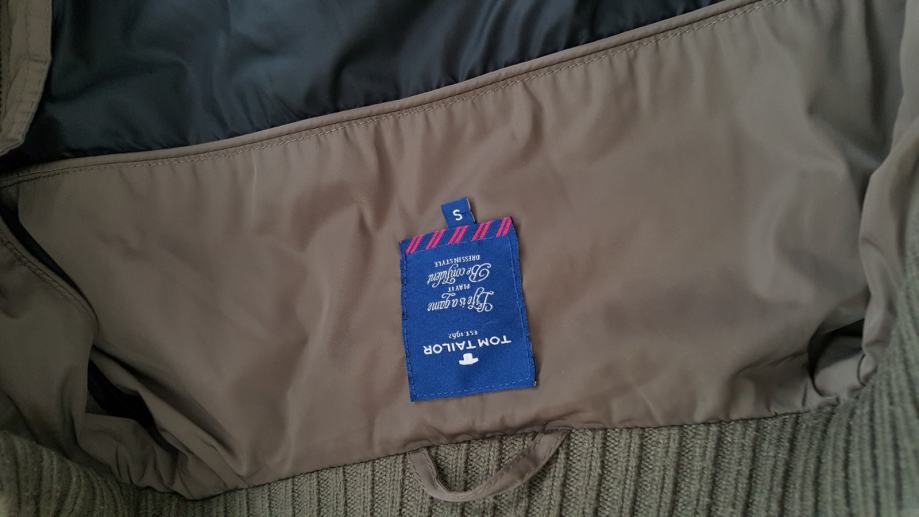 TOM TAILOR
EST. 1962
Life is a game
PLAY IT
Be confident
DRESS IN STYLE
S